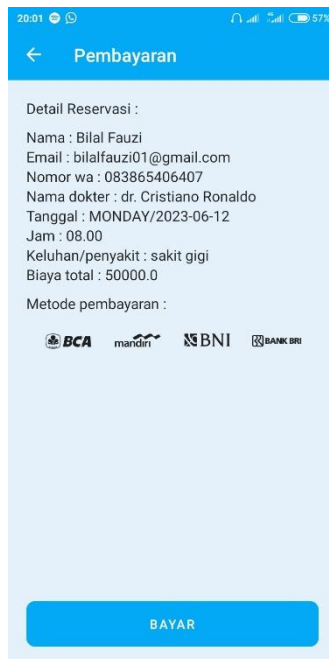 20:01 57%
Pembayaran
Detail Reservasi :
Nama : Bilal Fauzi
Email : bilalfauzi01@gmail.com
Nomor wa : 083865406407
Nama dokter : dr. Cristiano Ronaldo
Tanggal : MONDAY/2023-06-12
Jam : 08.00
Keluhan/penyakit : sakit gigi
Biaya total : 50000.0
Metode pembayaran :
BCA mandiri BNI BANK BRI
BAYAR